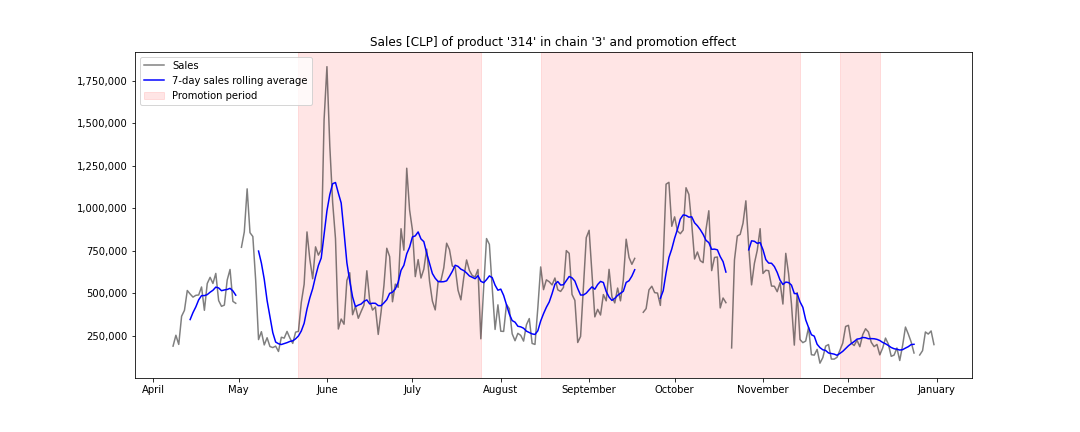 Sales [CLP] of product '314' in chain '3' and promotion effect
Sales
7-day sales rolling average
Promotion period
1,750,000
1,500,000
1,250,000
1,000,000
750,000
500,000
250,000
April May June July August September October November December January